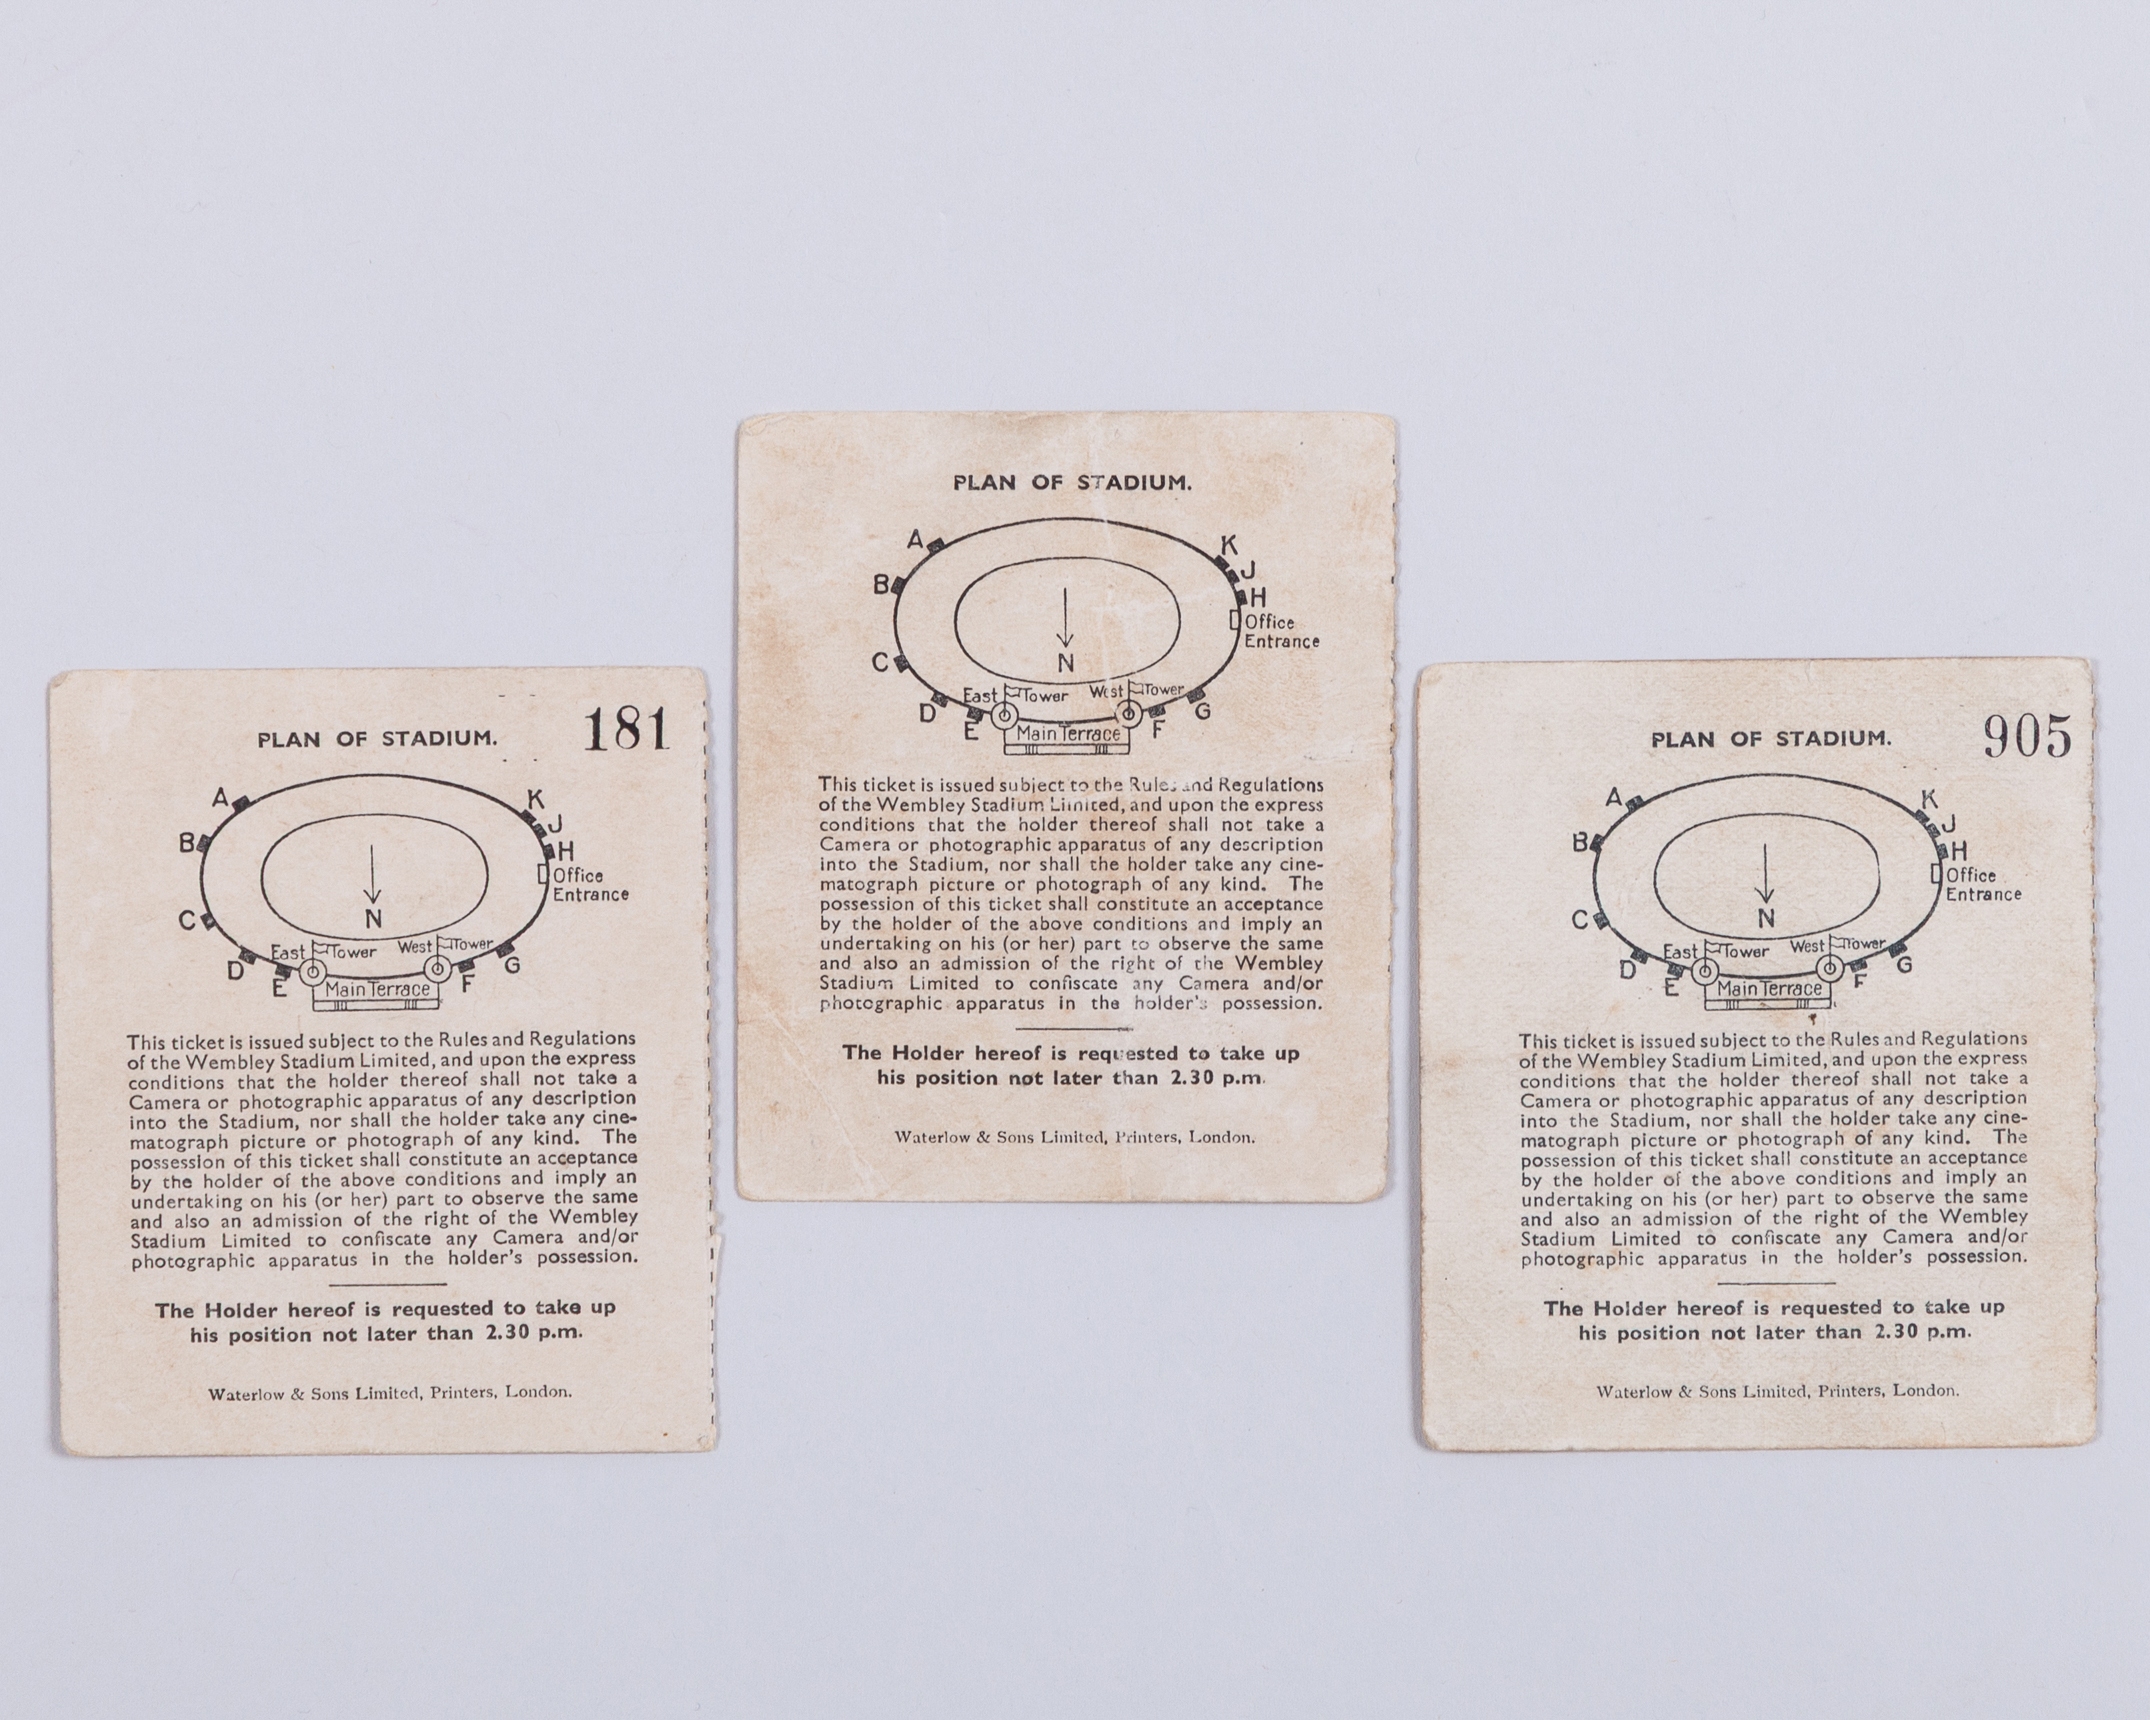 181
PLAN OF STADIUM.
A
K
B
J
H
Office
Entrance
C
N
East Tower
West Tower
D
E
Main Terrace
F
G
This ticket is issued subject to the Rules and Regulations
of the Wembley Stadium Limited, and upon the express
conditions that the holder thereof shall not take a
Camera or photographic apparatus of any description
into the Stadium, nor shall the holder take any cine-
matograph picture or photograph of any kind. The
possession of this ticket shall constitute an acceptance
by the holder of the above conditions and imply an
undertaking on his (or her) part to observe the same
and also an admission of the right of the Wembley
Stadium Limited to confiscate any Camera and/or
photographic apparatus in the holder's possession.
The Holder hereof is requested to take up
his position not later than 2.30 p.m.
Waterlow & Sons Limited, Printers, London.
PLAN OF STADIUM.
A
K
B
J
H
Office
Entrance
C
N
East Tower
West Tower
D
E
Main Terrace
F
G
This ticket is issued subject to the Rules and Regulations
of the Wembley Stadium Limited, and upon the express
conditions that the holder thereof shall not take a
Camera or photographic apparatus of any description
into the Stadium, nor shall the holder take any cine-
matograph picture or photograph of any kind. The
possession of this ticket shall constitute an acceptance
by the holder of the above conditions and imply an
undertaking on his (or her) part to observe the same
and also an admission of the right of the Wembley
Stadium Limited to confiscate any Camera and/or
photographic apparatus in the holder's possession.
The Holder hereof is requested to take up
his position not later than 2.30 p.m.
Waterlow & Sons Limited, Printers, London.
905
PLAN OF STADIUM.
A
K
B
J
H
Office
Entrance
C
N
East Tower
West Tower
D
E
Main Terrace
F
G
This ticket is issued subject to the Rules and Regulations
of the Wembley Stadium Limited, and upon the express
conditions that the holder thereof shall not take a
Camera or photographic apparatus of any description
into the Stadium, nor shall the holder take any cine-
matograph picture or photograph of any kind. The
possession of this ticket shall constitute an acceptance
by the holder of the above conditions and imply an
undertaking on his (or her) part to observe the same
and also an admission of the right of the Wembley
Stadium Limited to confiscate any Camera and/or
photographic apparatus in the holder's possession.
The Holder hereof is requested to take up
his position not later than 2.30 p.m.
Waterlow & Sons Limited, Printers, London.